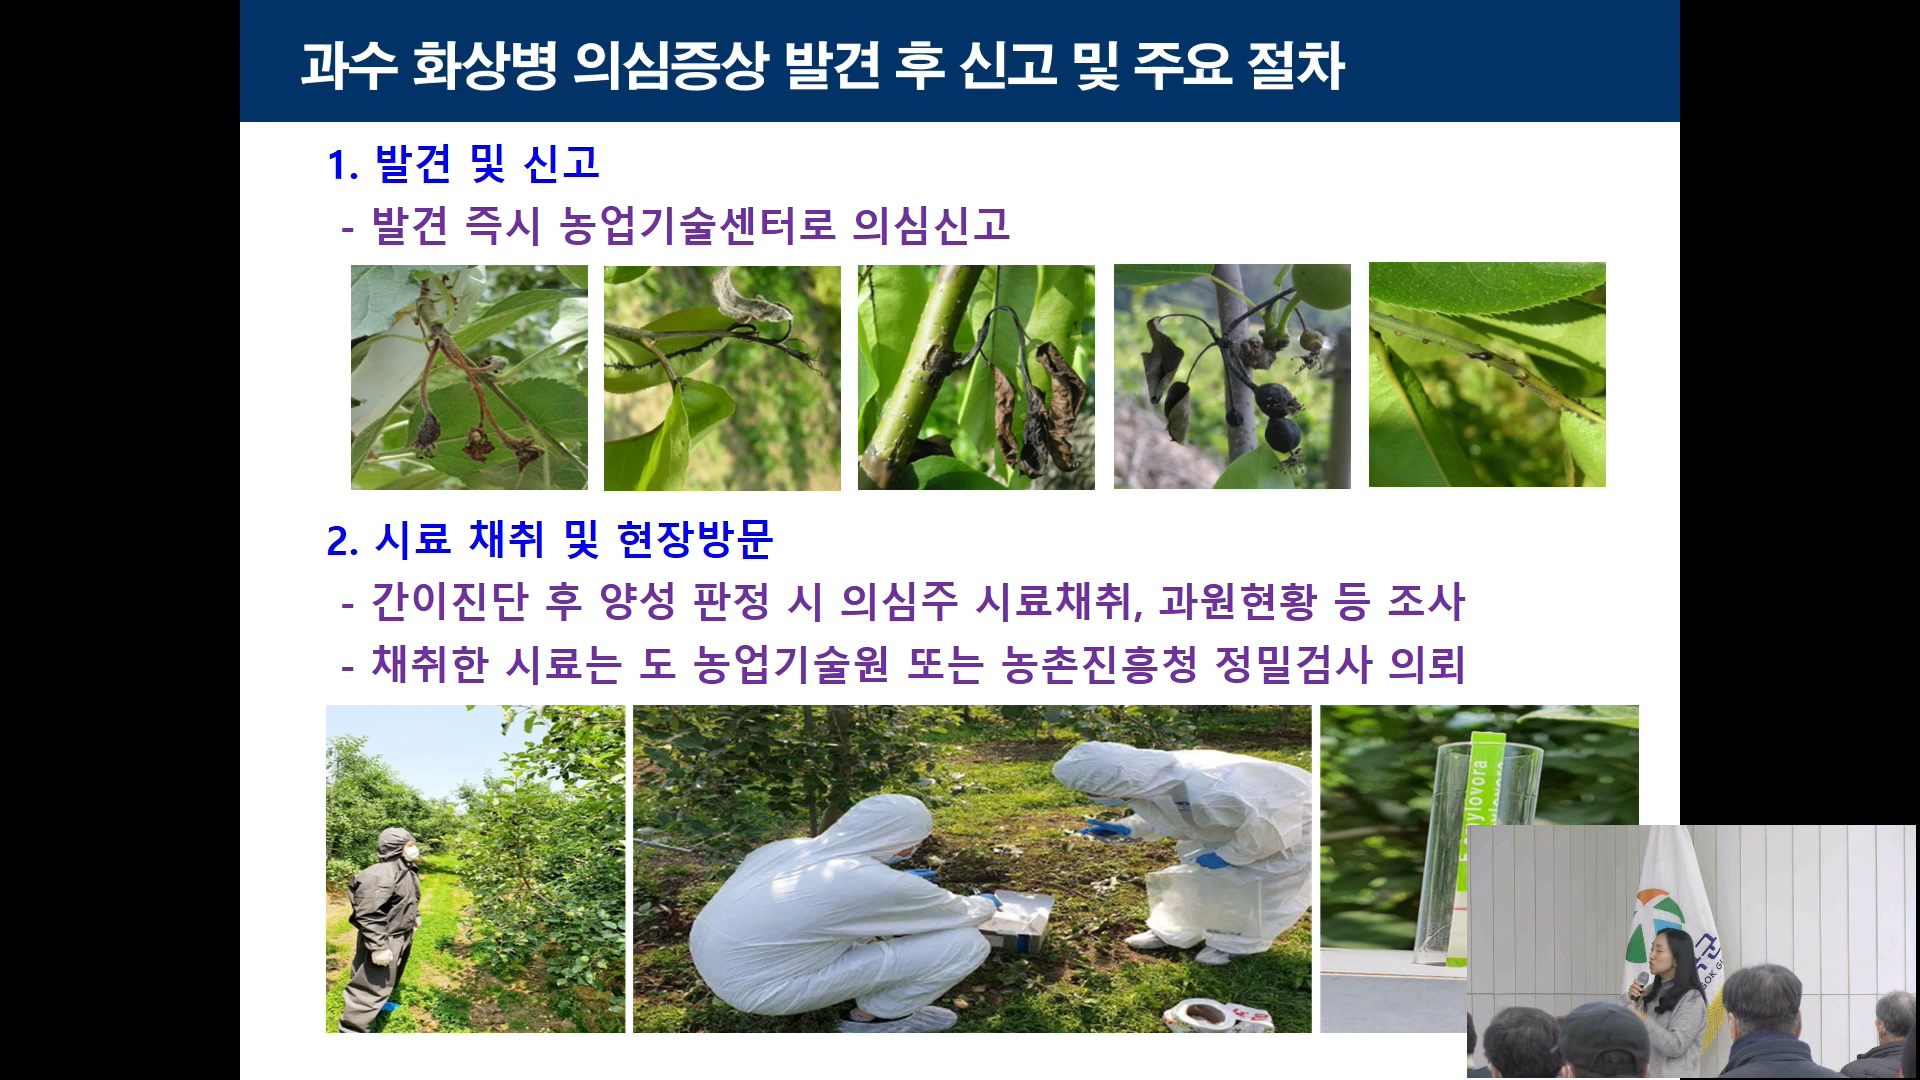 과수 화상병 의심증상 발견 후 신고 및 주요 절차
1. 발견 및 신고
- 발견 즉시 농업기술센터로 의심신고
2. 시료 채취 및 현장방문
- 간이진단 후 양성 판정 시 의심주 시료채취, 과원현황 등 조사
- 채취한 시료는 도 농업기술원 또는 농촌진흥청 정밀검사 의뢰